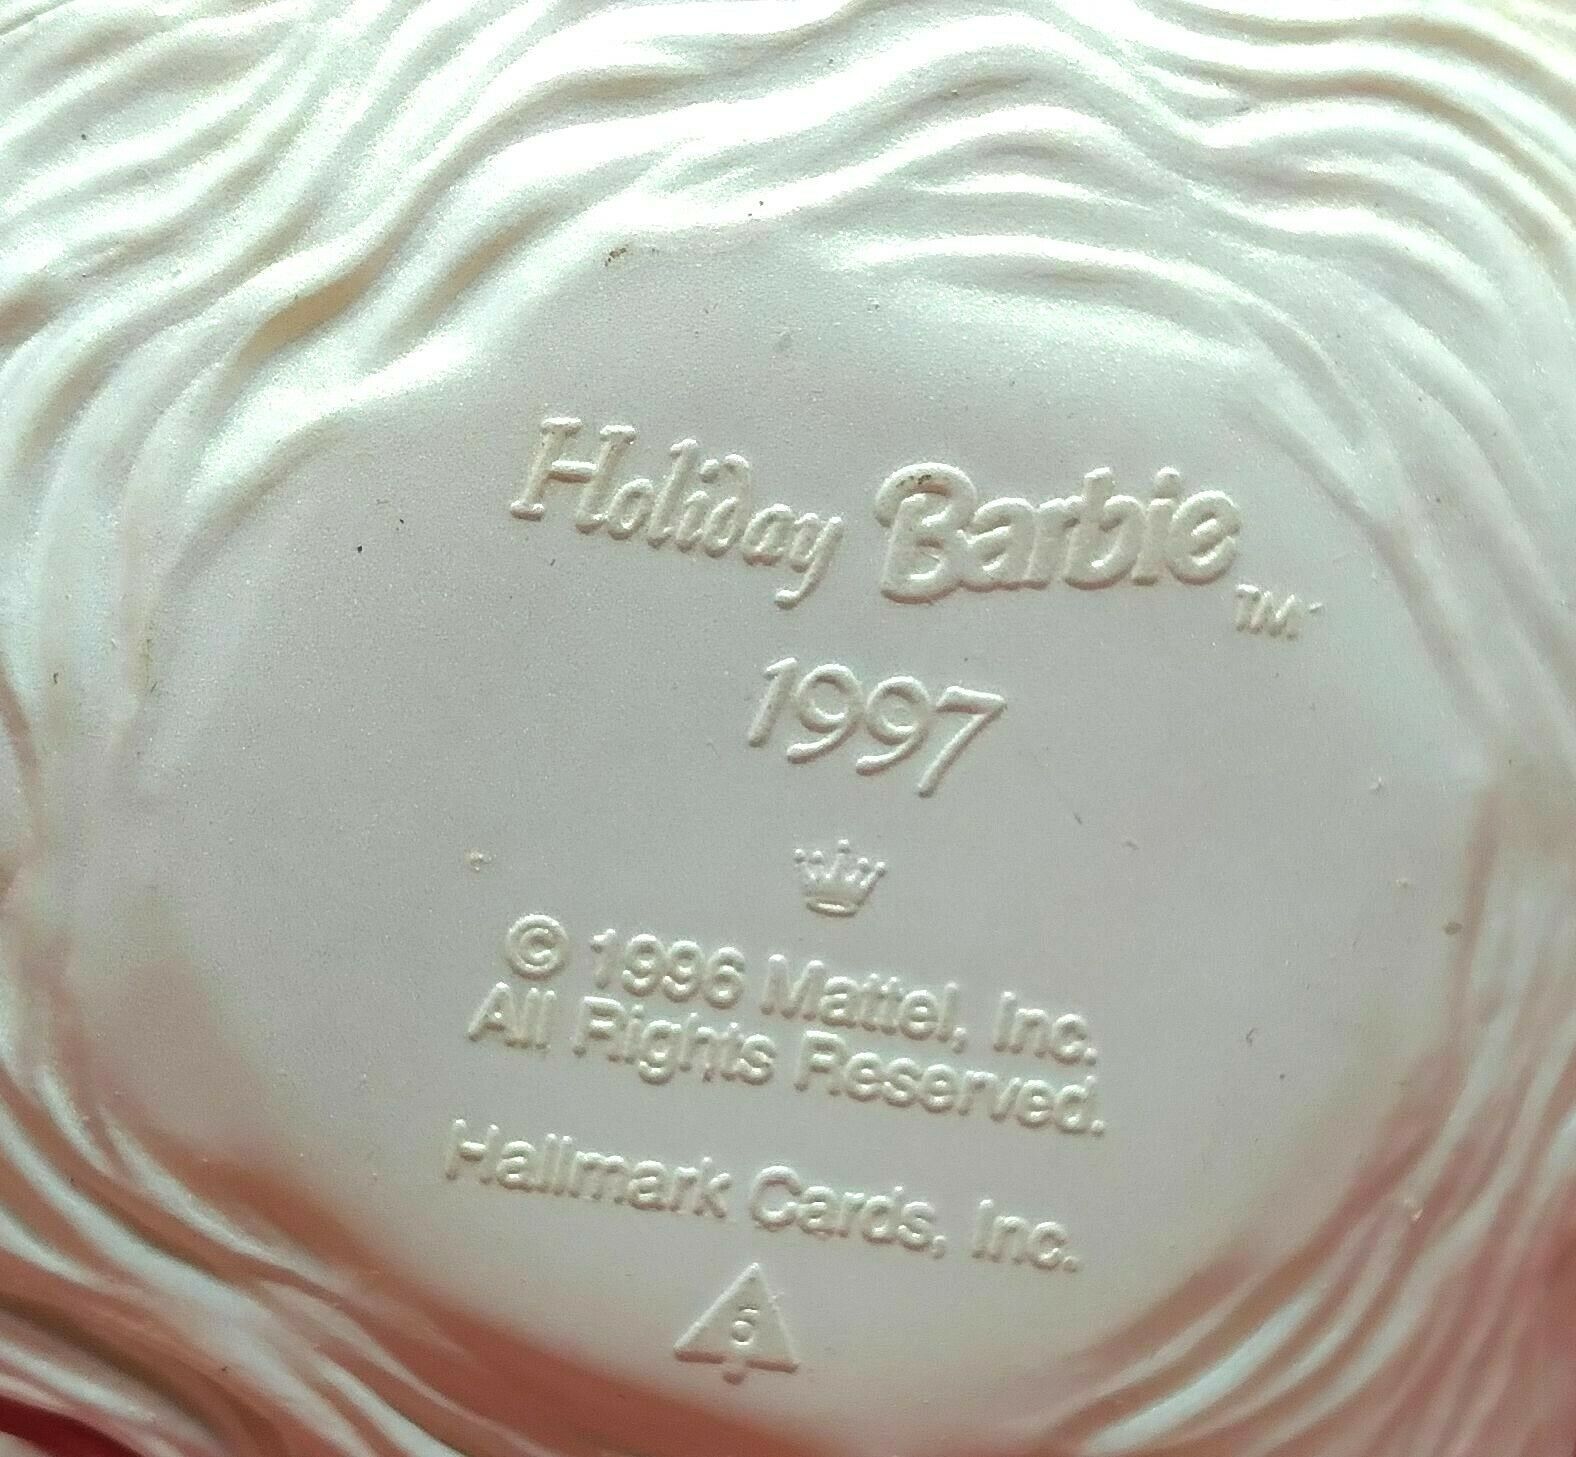 Holiday Barbie™
1997
© 1996 Mattel, Inc.
All Rights Reserved.
Hallmark Cards, Inc.
5